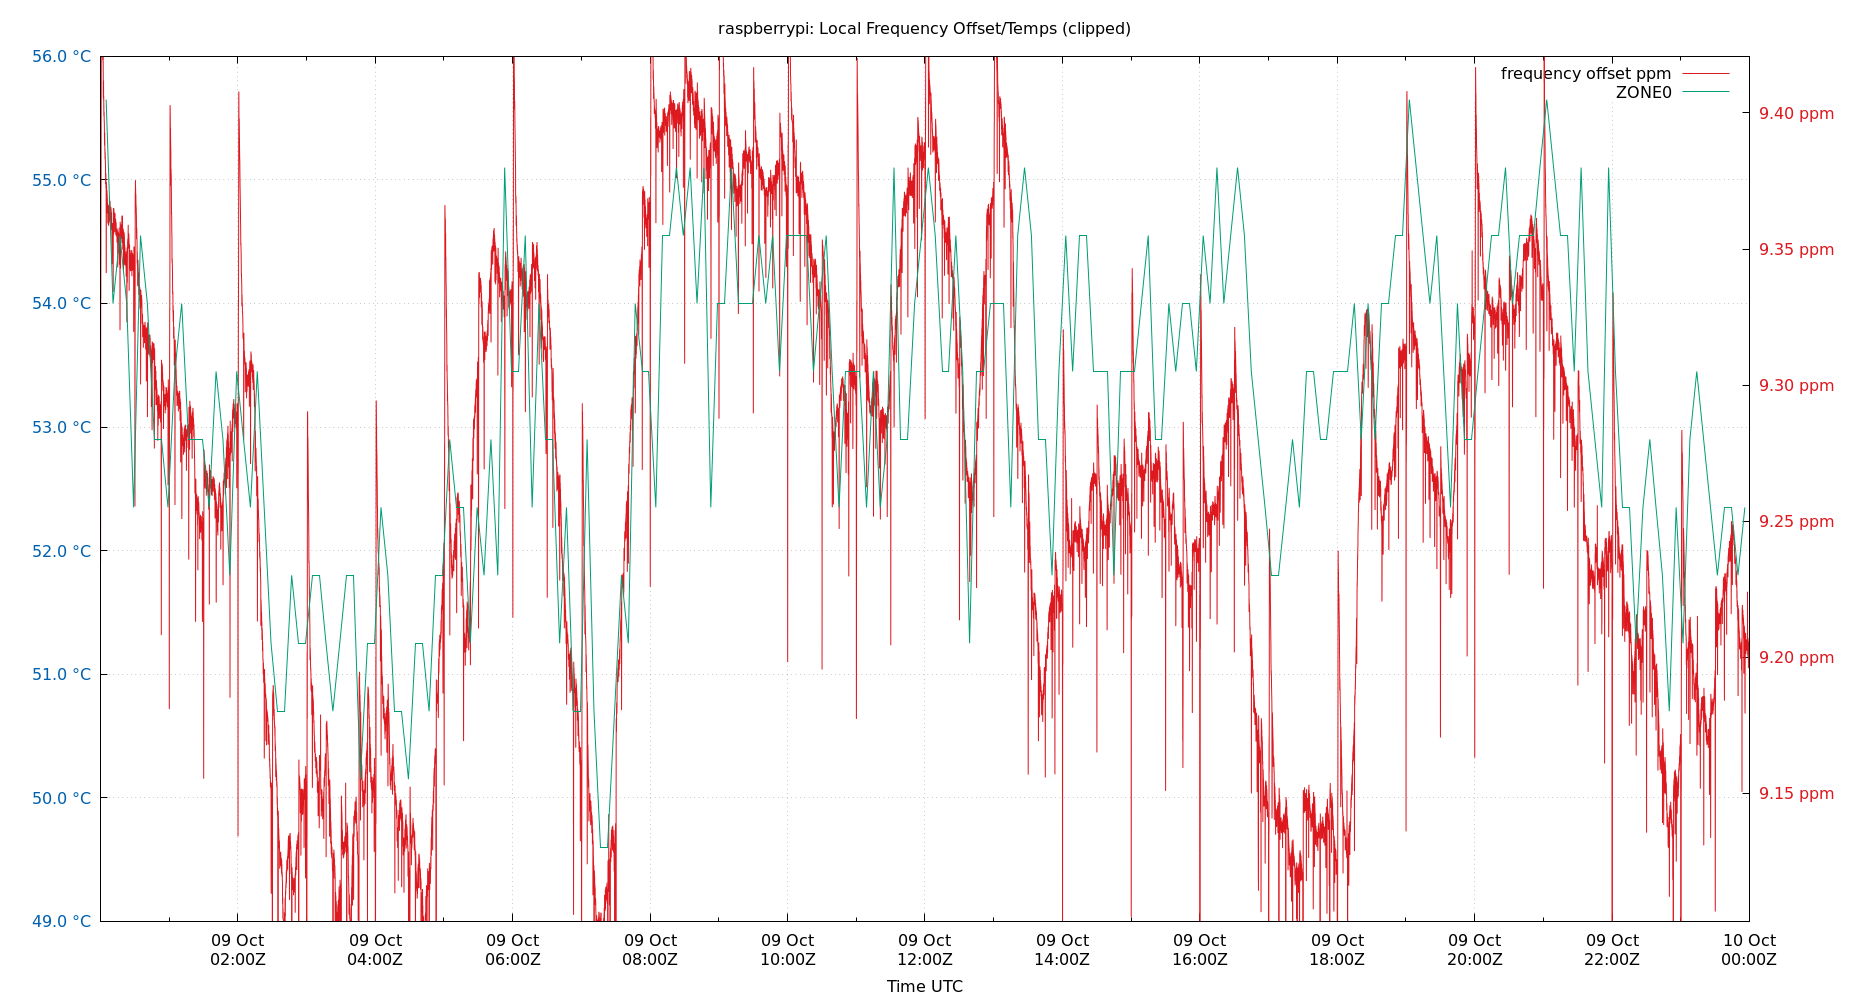 raspberrypi: Local Frequency Offset/Temps (clipped)
56.0 °C
55.0 °C
54.0 °C
53.0 °C
52.0 °C
51.0 °C
50.0 °C
49.0 °C
frequency offset ppm
ZONE0
9.40 ppm
9.35 ppm
9.30 ppm
9.25 ppm
9.20 ppm
9.15 ppm
09 Oct 09 Oct 09 Oct 09 Oct 09 Oct 09 Oct 09 Oct 09 Oct 09 Oct 09 Oct 09 Oct 10 Oct
02:00Z 04:00Z 06:00Z 08:00Z 10:00Z 12:00Z 14:00Z 16:00Z 18:00Z 20:00Z 22:00Z 00:00Z
Time UTC